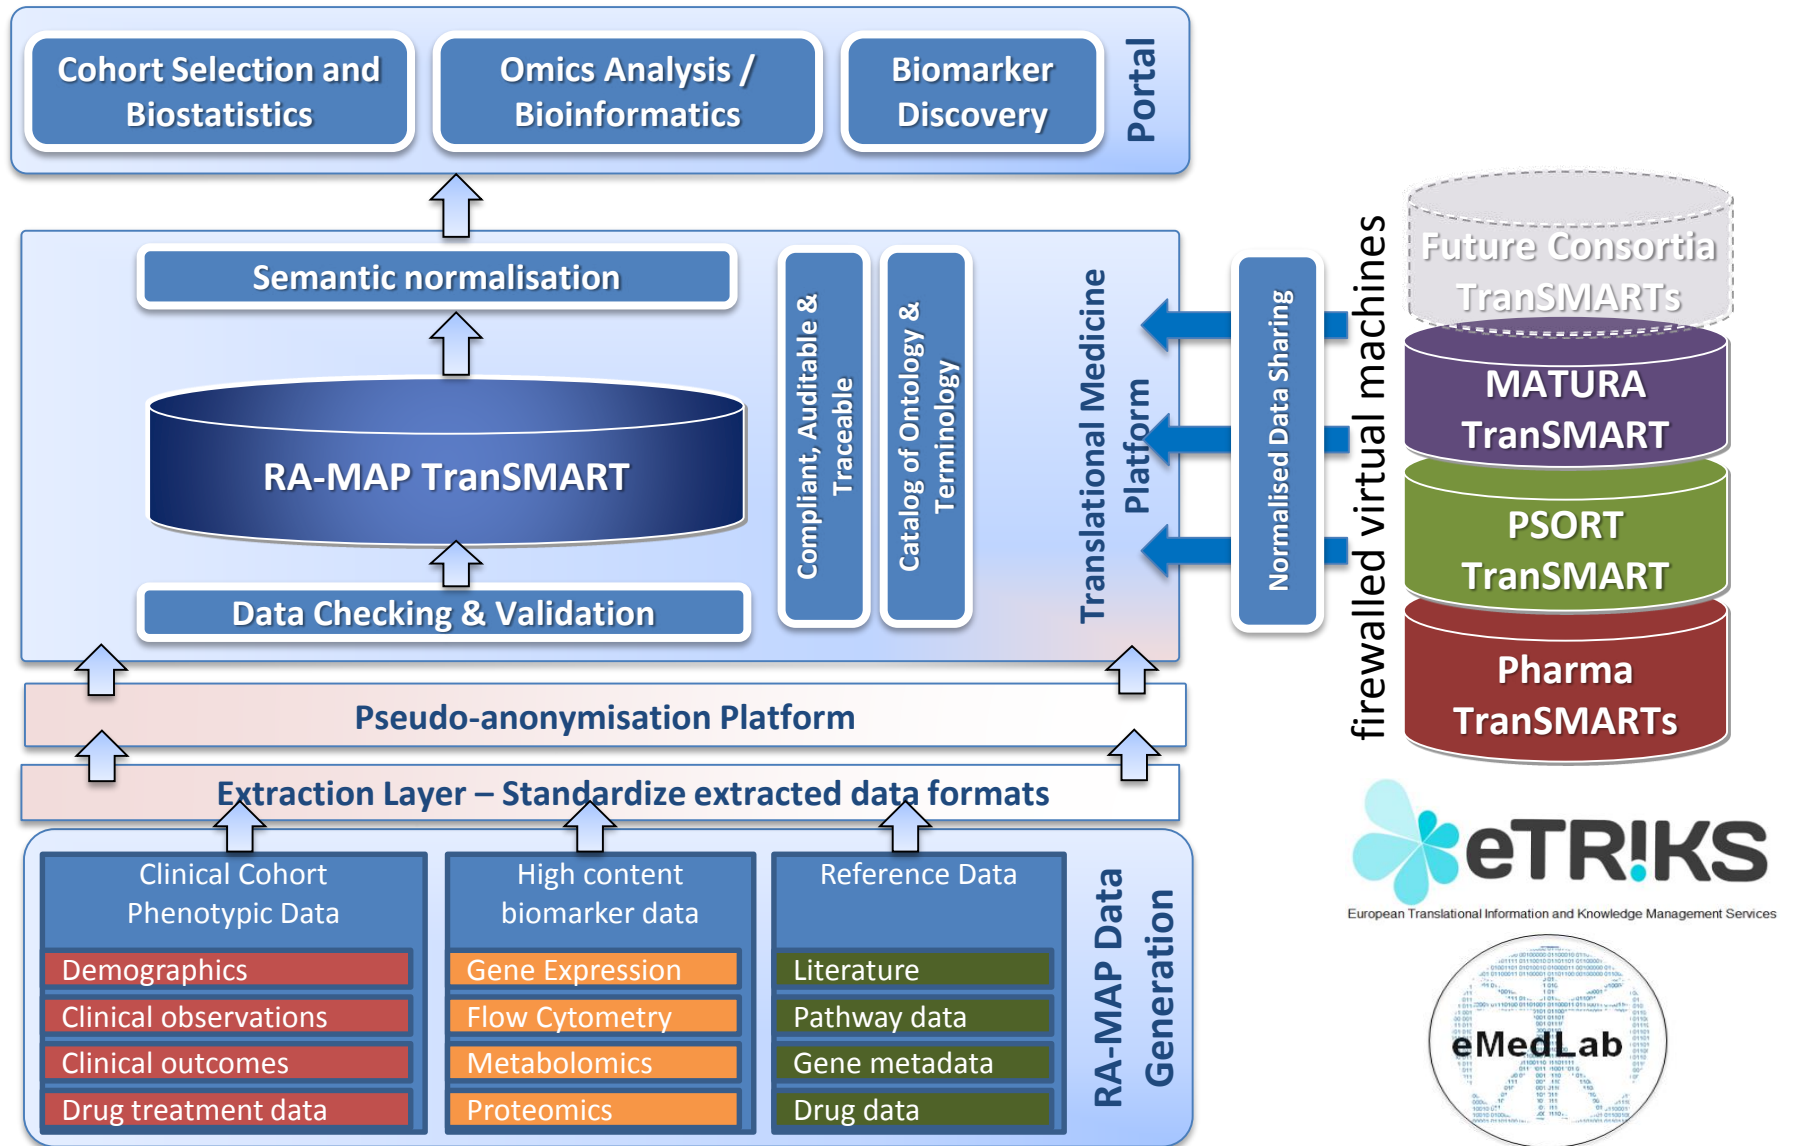 Cohort Selection and
Biostatistics
Omics Analysis /
Bioinformatics
Biomarker
Discovery
Portal
Semantic normalisation
RA-MAP TranSMART
Data Checking & Validation
Compliant, Auditable &
Traceable
Catalog of Ontology &
Terminology
Translational Medicine
Platform
Normalised Data Sharing
firewalled virtual machines
Future Consortia
TranSMARTs
MATURA
TranSMART
PSORT
TranSMART
Pharma
TranSMARTs
Pseudo-anonymisation Platform
Extraction Layer – Standardize extracted data formats
Clinical Cohort
Phenotypic Data
Demographics
Clinical observations
Clinical outcomes
Drug treatment data
High content
biomarker data
Gene Expression
Flow Cytometry
Metabolomics
Proteomics
Reference Data
Literature
Pathway data
Gene metadata
Drug data
RA-MAP Data
Generation
eTR!KS
European Translational Information and Knowledge Management Services
eMedLab